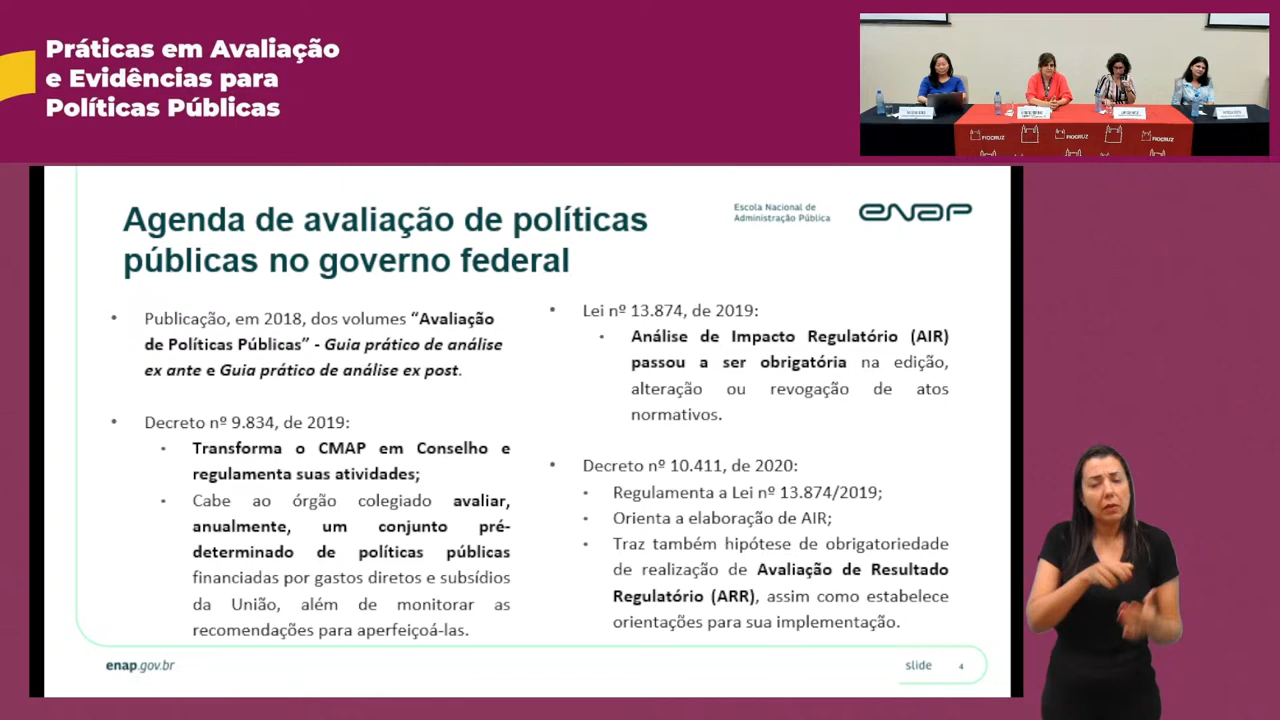 Práticas em Avaliação
e Evidências para
Políticas Públicas
FIOCRUZ
FIOCRUZ
FIOCRUZ
Agenda de avaliação de políticas
públicas no governo federal
Escola Nacional de
Administração Pública
enap
• Publicação, em 2018, dos volumes “Avaliação
de Políticas Públicas” - Guia prático de análise
ex ante e Guia prático de análise ex post.
• Decreto nº 9.834, de 2019:
• Transforma o CMAP em Conselho e
regulamenta suas atividades;
• Cabe ao órgão colegiado avaliar,
anualmente, um conjunto pré-
determinado de políticas públicas
financiadas por gastos diretos e subsídios
da União, além de monitorar as
recomendações para aperfeiçoá-las.
• Lei nº 13.874, de 2019:
• Análise de Impacto Regulatório (AIR)
passou a ser obrigatória na edição,
alteração ou revogação de atos
normativos.
• Decreto nº 10.411, de 2020:
• Regulamenta a Lei nº 13.874/2019;
• Orienta a elaboração de AIR;
• Traz também hipótese de obrigatoriedade
de realização de Avaliação de Resultado
Regulatório (ARR), assim como estabelece
orientações para sua implementação.
enap.gov.br
slide 4